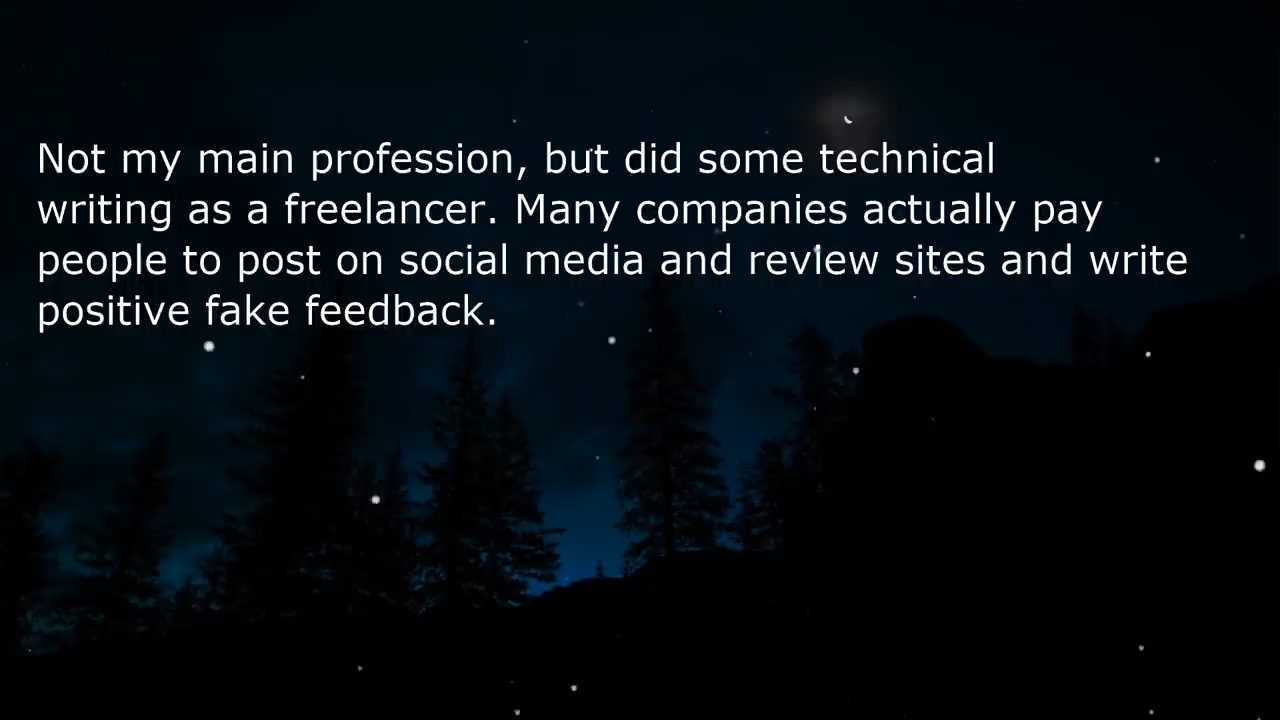 Not my main profession, but did some technical
writing as a freelancer. Many companies actually pay
people to post on social media and review sites and write
positive fake feedback.